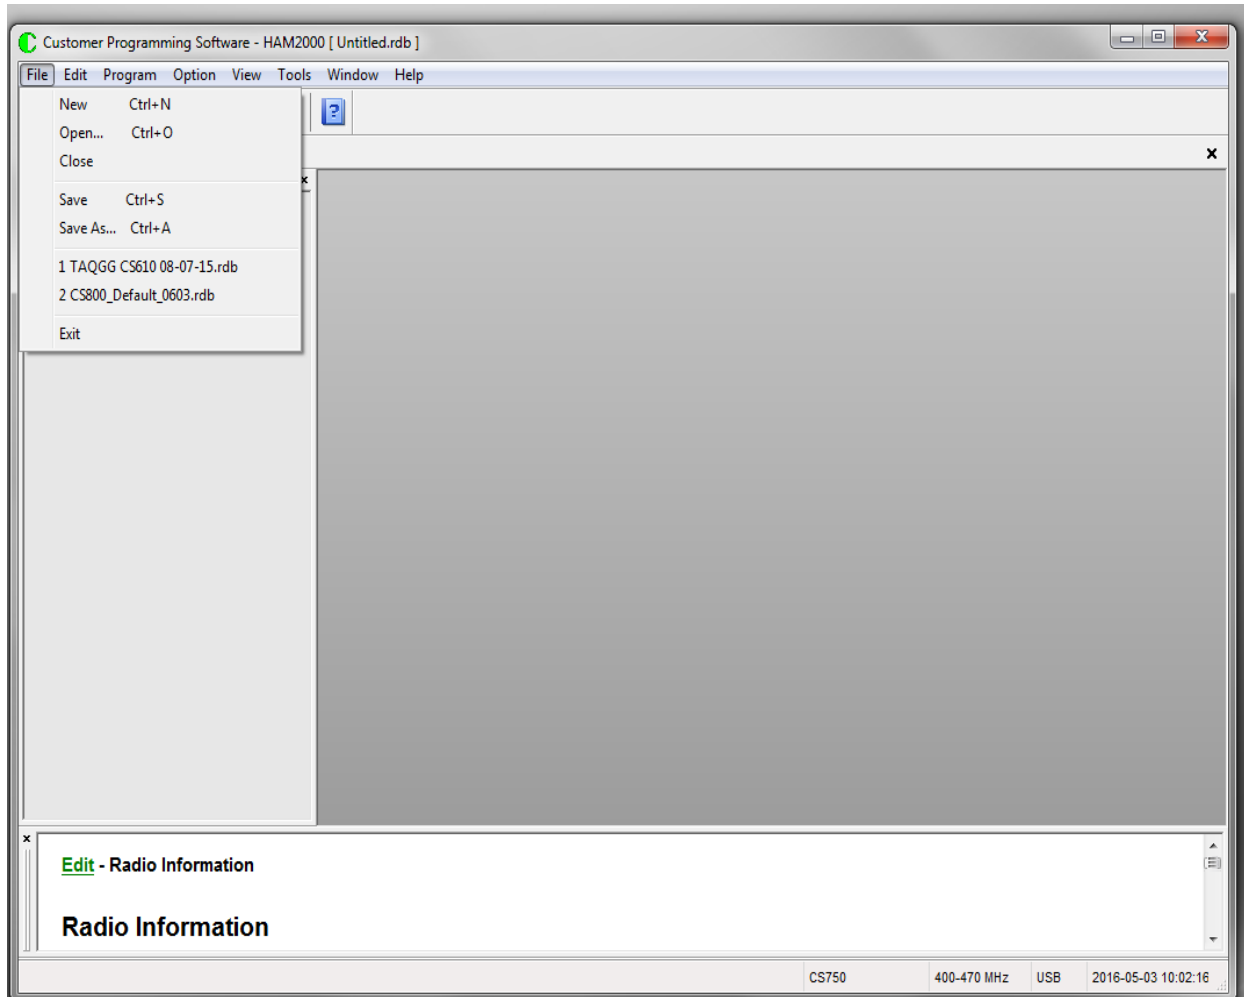 Customer Programming Software - HAM2000 [ Untitled.rdb ]
File Edit Program Option View Tools Window Help
New Ctrl+N
Open... Ctrl+O
Close
Save Ctrl+S
Save As... Ctrl+A
1 TAQGG CS610 08-07-15.rdb
2 CS800_Default_0603.rdb
Exit
Edit - Radio Information
Radio Information
CS750 400-470 MHz USB 2016-05-03 10:02:16